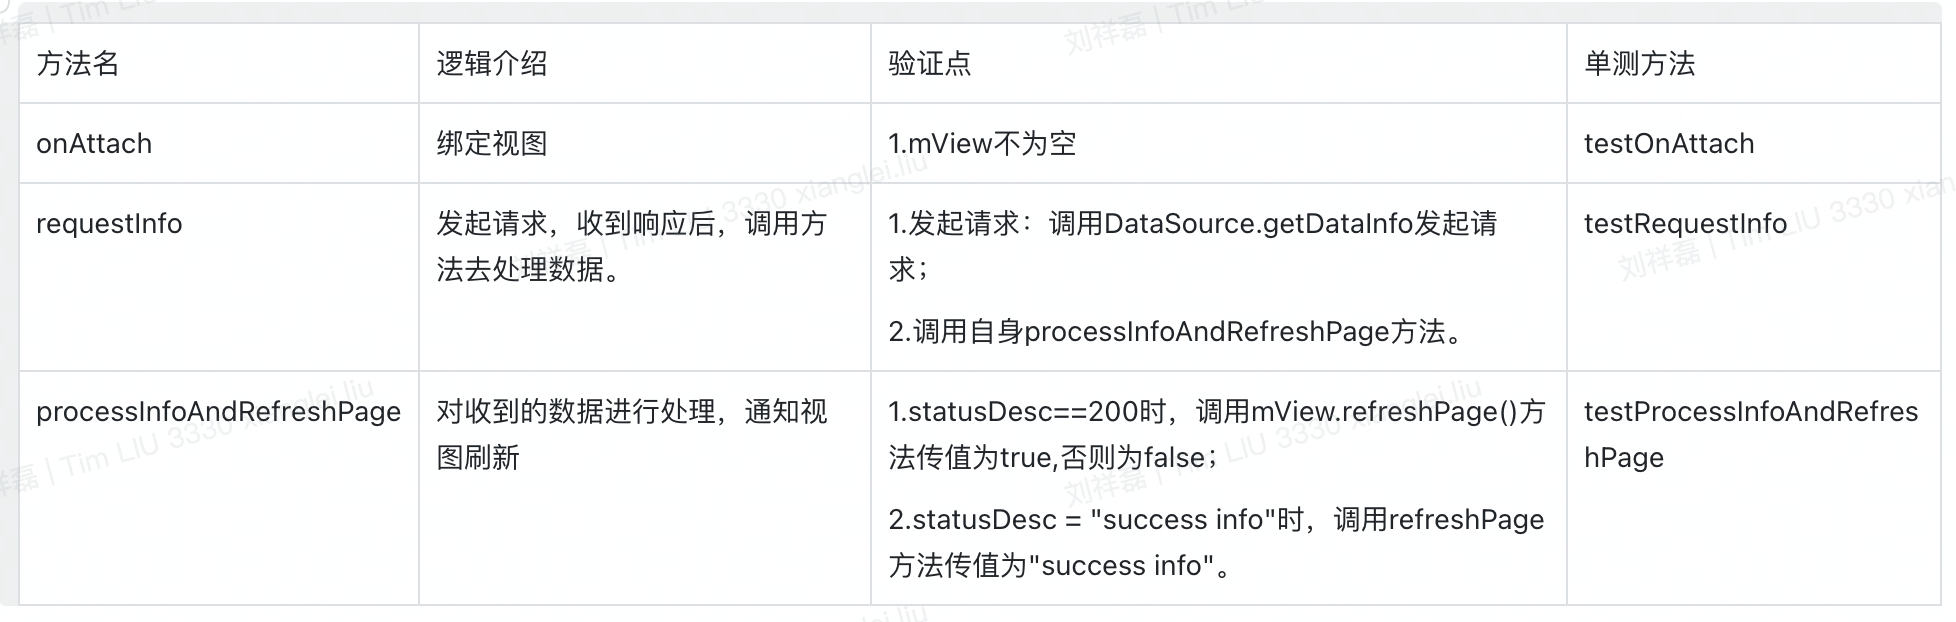 方法名
逻辑介绍
验证点
单测方法
onAttach
绑定视图
1.mView不为空
testOnAttach
requestInfo
发起请求，收到响应后，调用方
法去处理数据。
1.发起请求：调用DataSource.getDataInfo发起请
求；
2.调用自身processInfoAndRefreshPage方法。
testRequestInfo
processInfoAndRefreshPage
对收到的数据进行处理，通知视
图刷新
1.statusDesc==200时，调用mView.refreshPage()方
法传值为true,否则为false；
2.statusDesc = "success info"时，调用refreshPage
方法传值为"success info"。
testProcessInfoAndRefres
hPage
刘祥磊 | Tim LIU 3330 xianglei.liu